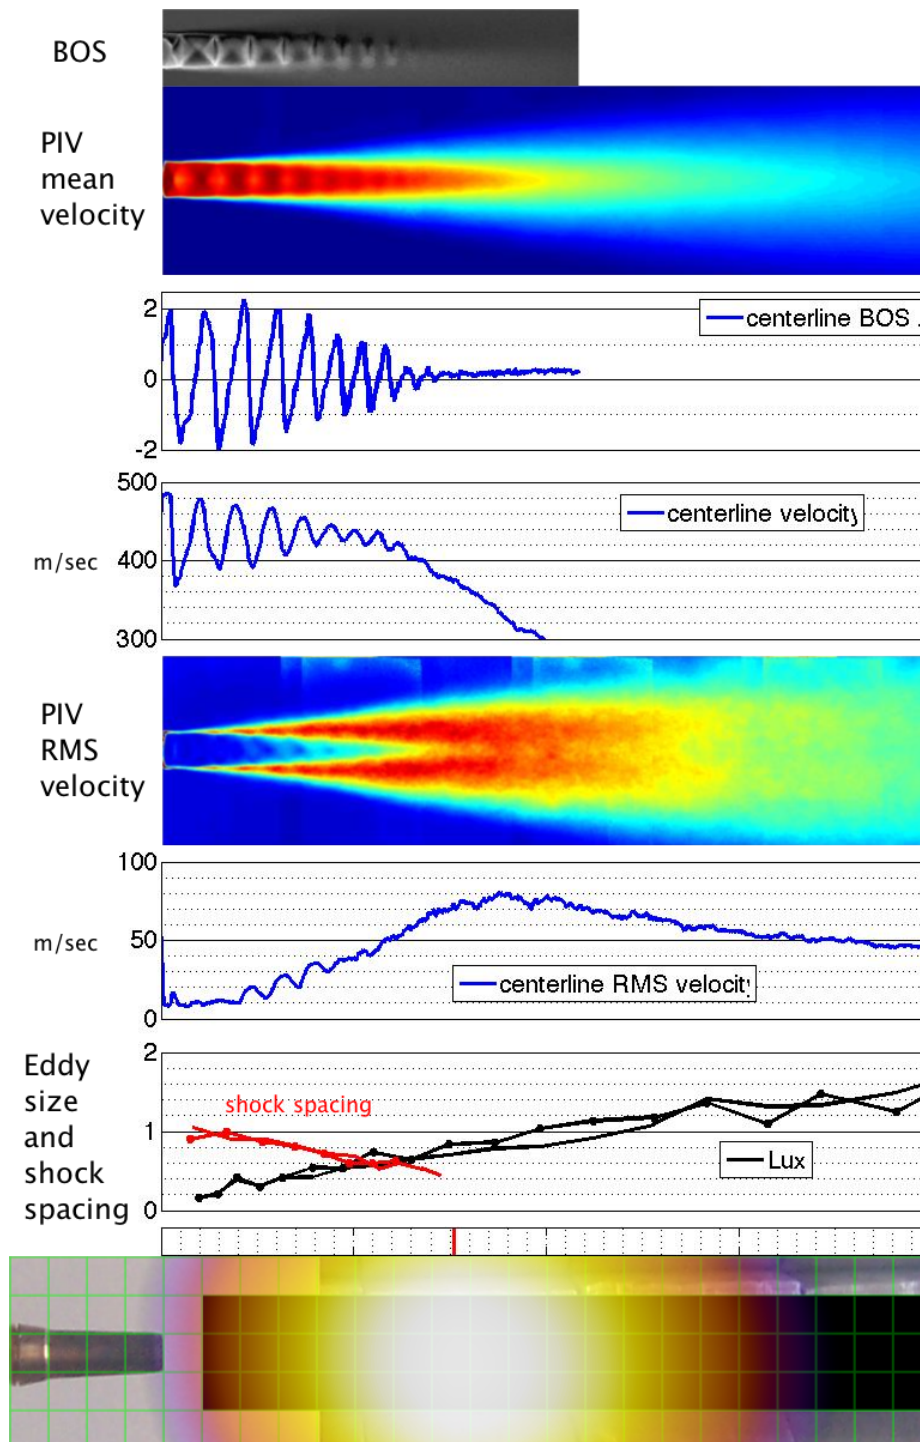 BOS
PIV
mean
velocity
2
0
-2
centerline BOS
500
400
300
m/sec
centerline velocity
PIV
RMS
velocity
100
50
0
m/sec
centerline RMS velocity
Eddy
size
and
shock
spacing
2
1
0
shock spacing
Lux